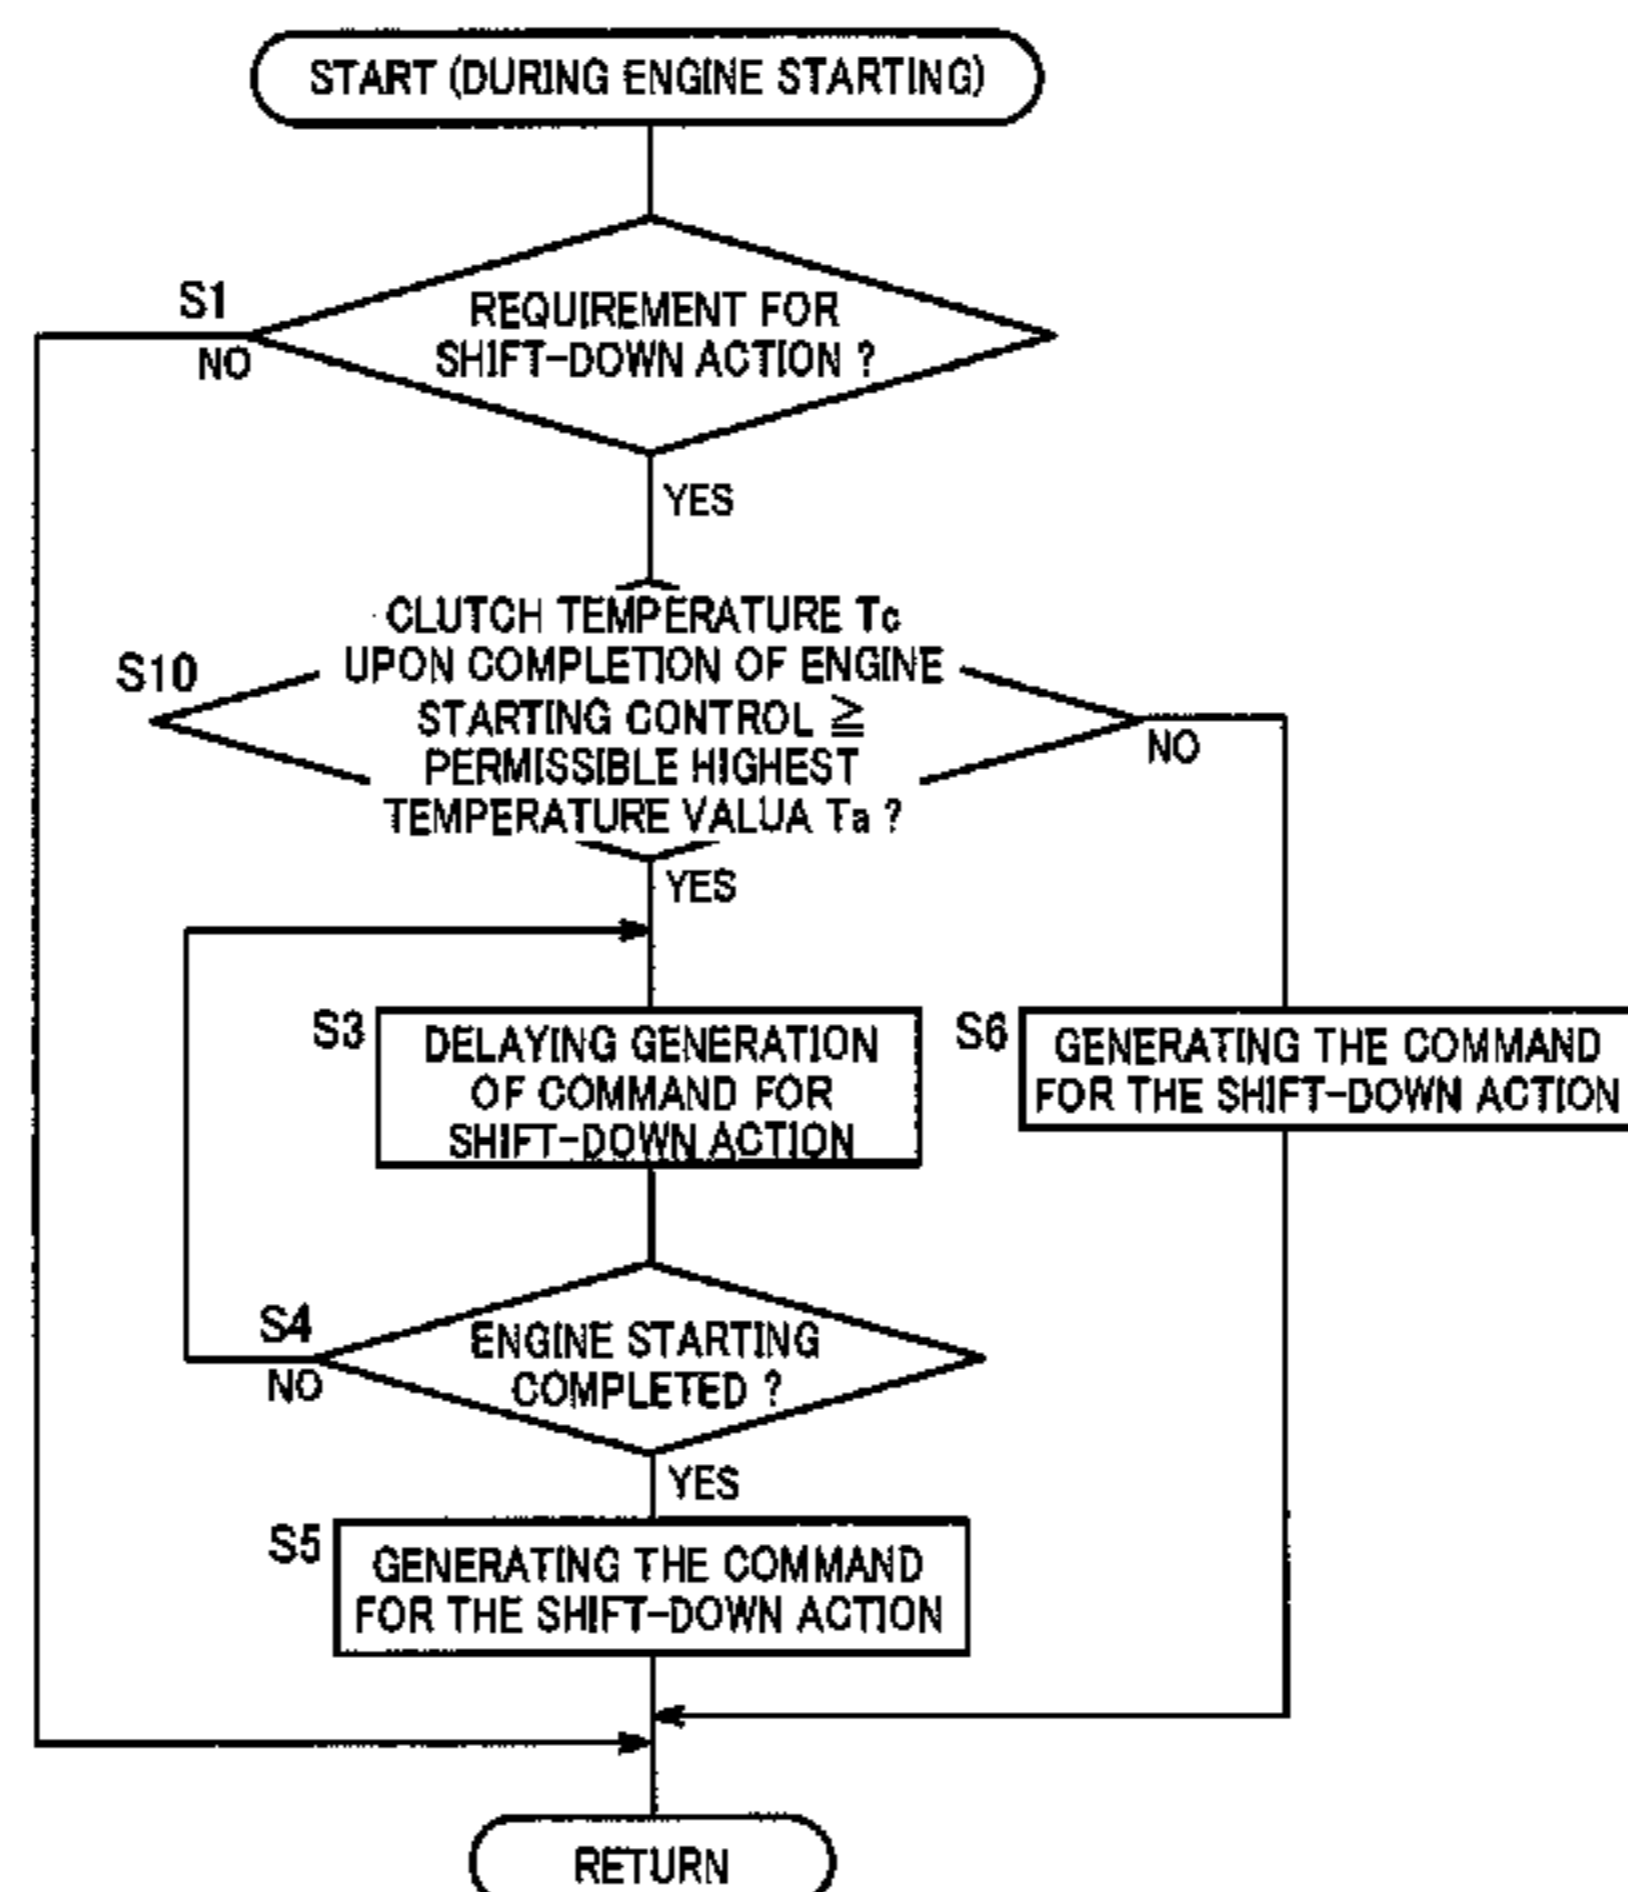 START (DURING ENGINE STARTING)
S1
REQUIREMENT FOR
SHIFT-DOWN ACTION ?
NO
YES
S10
CLUTCH TEMPERATURE Tc
UPON COMPLETION OF ENGINE
STARTING CONTROL ≧
PERMISSIBLE HIGHEST
TEMPERATURE VALUA Ta ?
NO
YES
S3
DELAYING GENERATION
OF COMMAND FOR
SHIFT-DOWN ACTION
S6
GENERATING THE COMMAND
FOR THE SHIFT-DOWN ACTION
S4
ENGINE STARTING
COMPLETED ?
NO
YES
S5
GENERATING THE COMMAND
FOR THE SHIFT-DOWN ACTION
RETURN